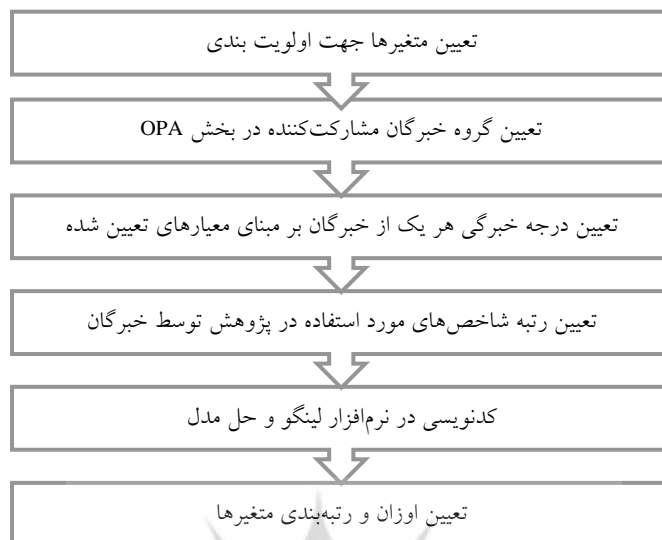 تعیین متغیرها جهت اولویت بندی
تعیین گروه خبرگان مشارکت‌کننده در بخش OPA
تعیین درجه خبرگی هر یک از خبرگان بر مبنای معیارهای تعیین شده
تعیین رتبه شاخص‌های مورد استفاده در پژوهش توسط خبرگان
کدنویسی در نرم‌افزار لینگو و حل مدل
تعیین اوزان و رتبه‌بندی متغیرها